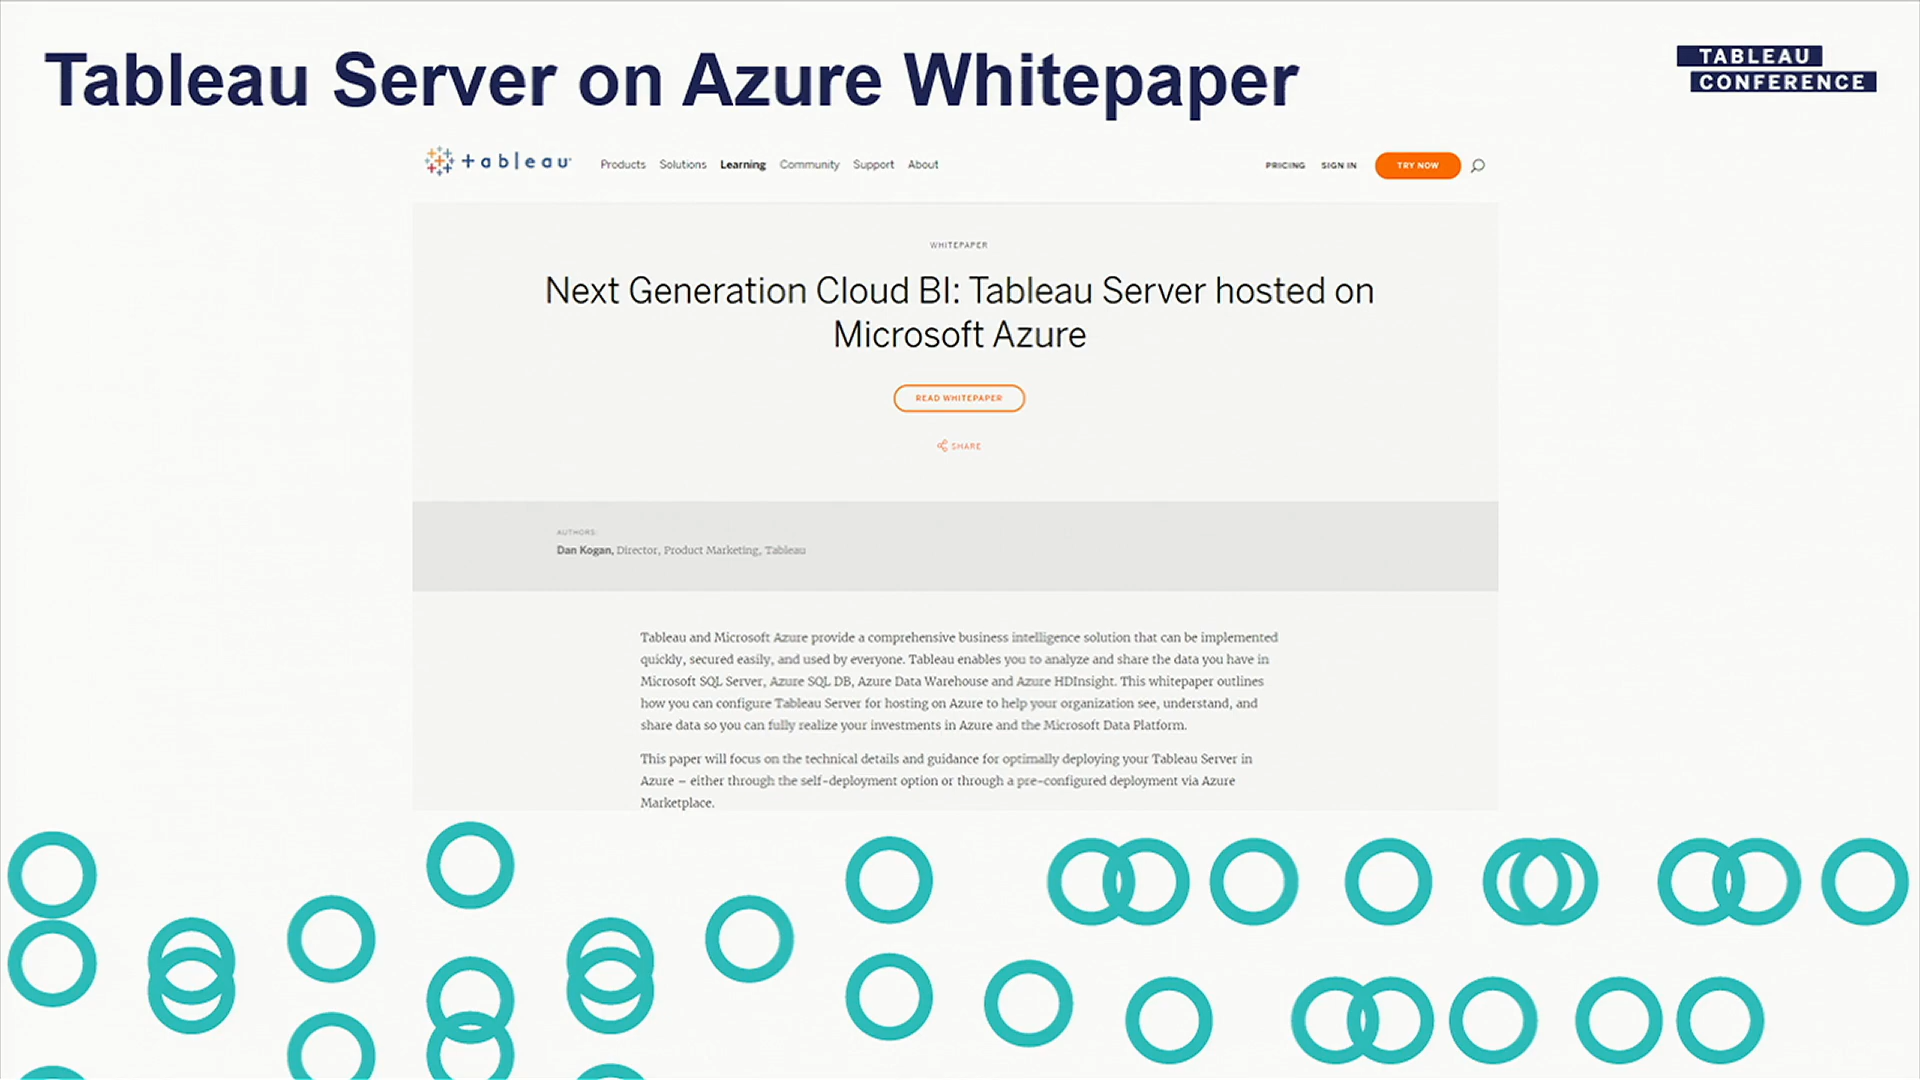 Tableau Server on Azure Whitepaper
TABLEAU
CONFERENCE
+ableau
Products Solutions Learning Community Support About
PRICING SIGN IN TRY NOW
WHITEPAPER
Next Generation Cloud BI: Tableau Server hosted on
Microsoft Azure
READ WHITEPAPER
SHARE
AUTHORS:
Dan Kogan, Director, Product Marketing, Tableau
Tableau and Microsoft Azure provide a comprehensive business intelligence solution that can be implemented
quickly, secured easily, and used by everyone. Tableau enables you to analyze and share the data you have in
Microsoft SQL Server, Azure SQL DB, Azure Data Warehouse and Azure HDInsight. This whitepaper outlines
how you can configure Tableau Server for hosting on Azure to help your organization see, understand, and
share data so you can fully realize your investments in Azure and the Microsoft Data Platform.
This paper will focus on the technical details and guidance for optimally deploying your Tableau Server in
Azure – either through the self-deployment option or through a pre-configured deployment via Azure
Marketplace.